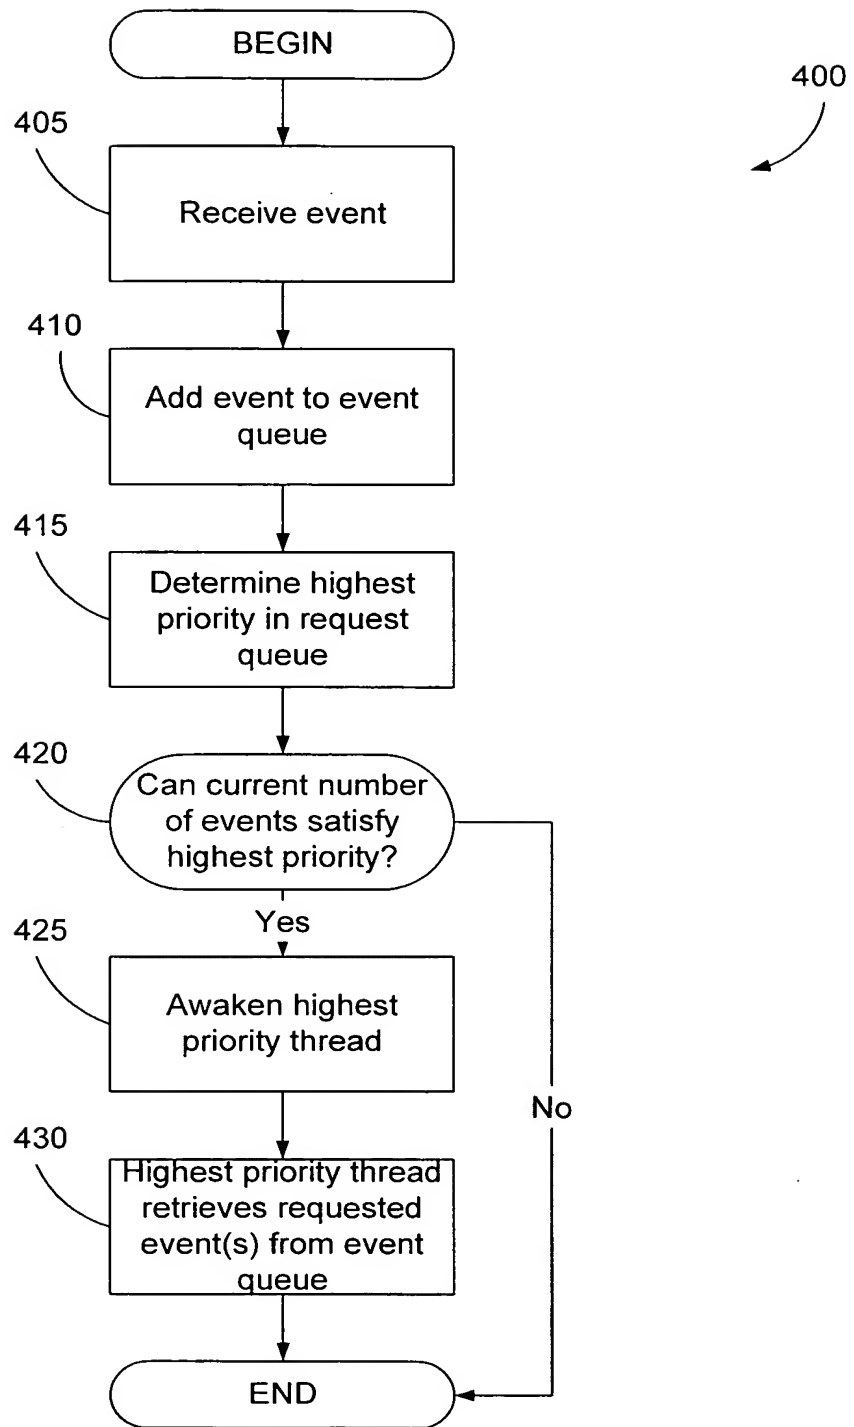 BEGIN
400
405
Receive event
410
Add event to event
queue
415
Determine highest
priority in request
queue
420
Can current number
of events satisfy
highest priority?
Yes
425
Awaken highest
priority thread
No
430
Highest priority thread
retrieves requested
event(s) from event
queue
END